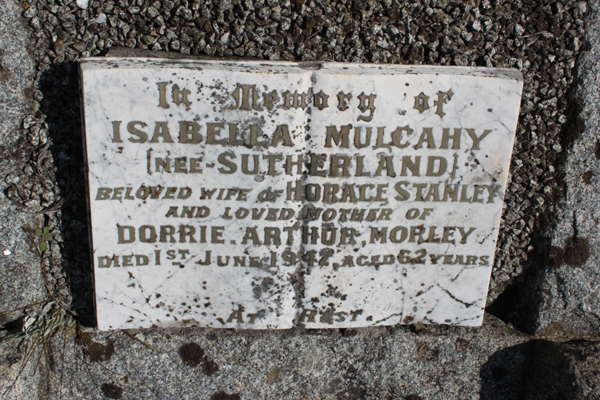 In Memory of
ISABELLA MULCAHY
(NEE SUTHERLAND)
BELOVED WIFE OF HORACE STANLEY
AND LOVED MOTHER OF
DORRIE, ARTHUR, MORLEY
DIED 1ST JUNE 1947, AGED 62 YEARS
At Rest